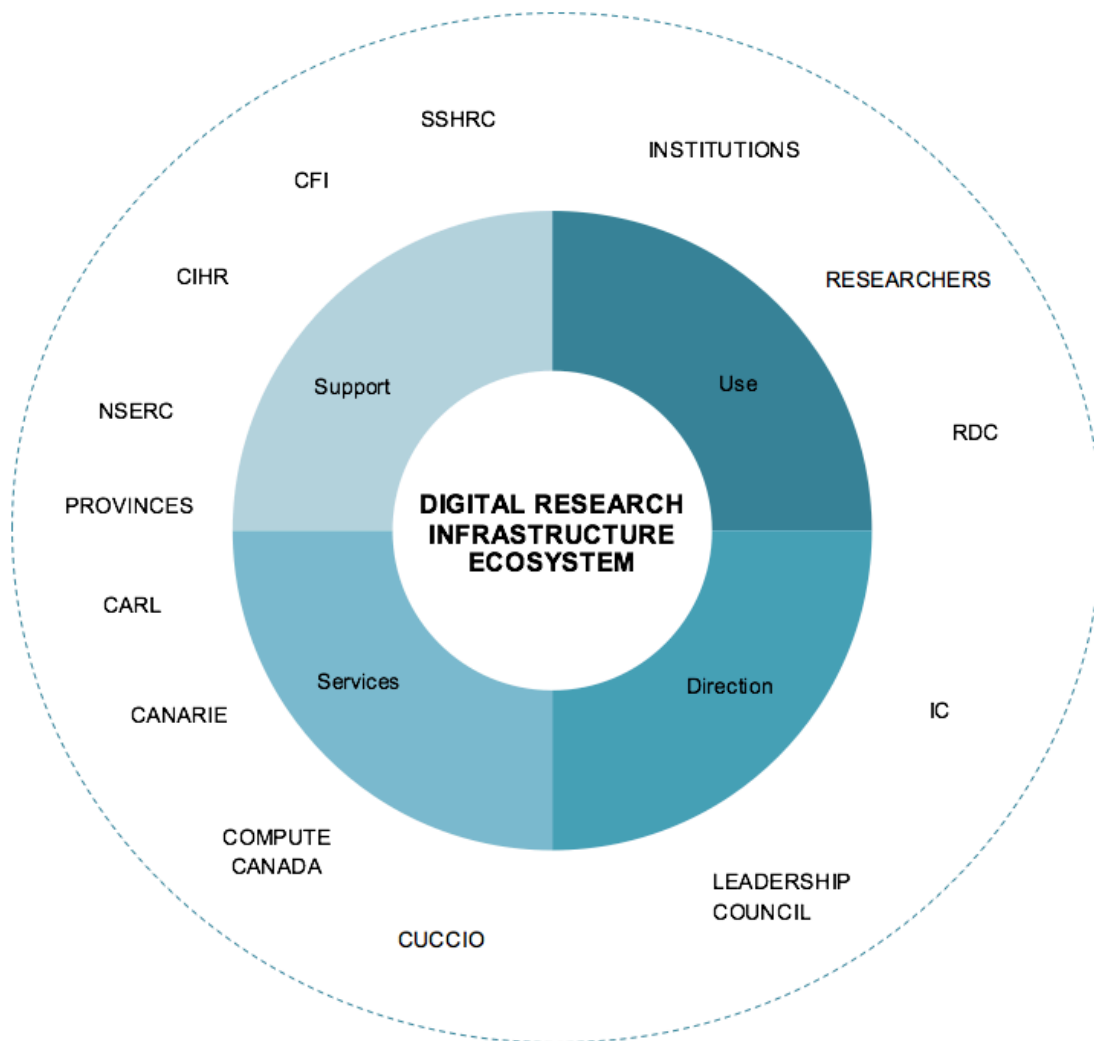 SSHRC
INSTITUTIONS
CFI
CIHR
RESEARCHERS
Support
Use
NSERC
RDC
PROVINCES
DIGITAL RESEARCH
INFRASTRUCTURE
ECOSYSTEM
CARL
Services
Direction
CANARIE
IC
COMPUTE
CANADA
LEADERSHIP
COUNCIL
CUCCIO